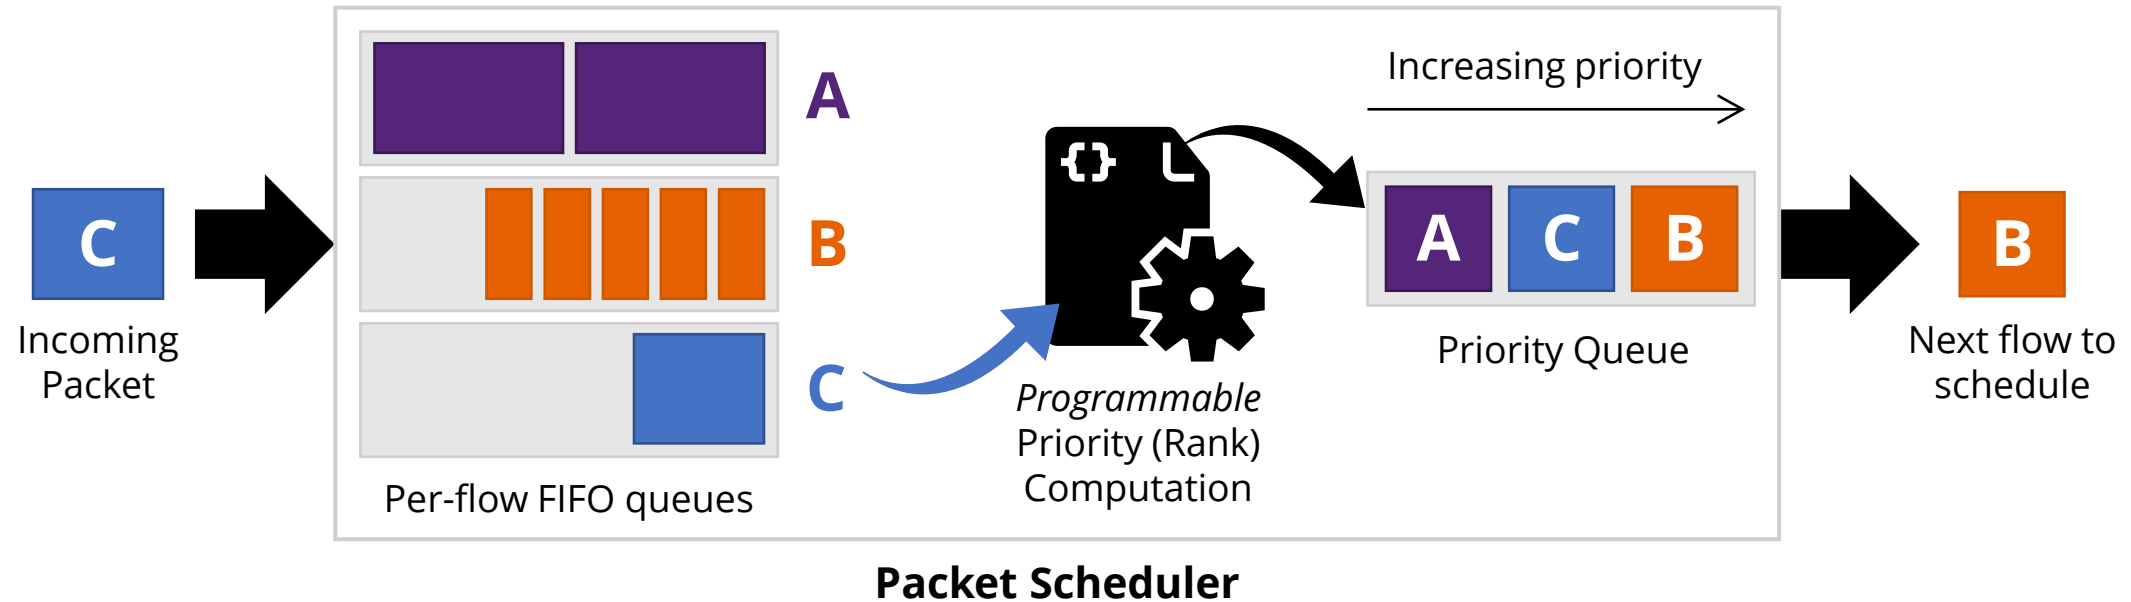 C
Incoming
Packet
A
B
C
Per-flow FIFO queues
{}
Programmable
Priority (Rank)
Computation
Increasing priority
A C B
Priority Queue
B
Next flow to
schedule
Packet Scheduler